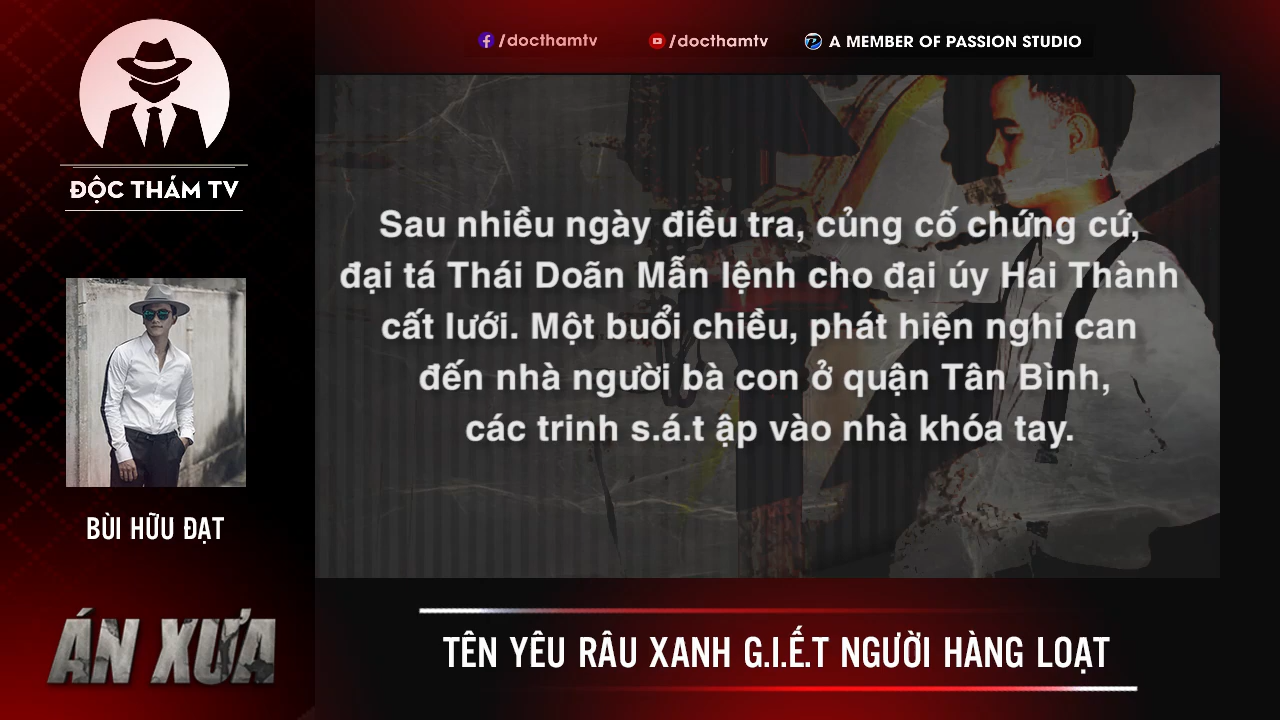 /docthamtv
/docthamtv
A MEMBER OF PASSION STUDIO
ĐỘC THÁM TV
Sau nhiều ngày điều tra, củng cố chứng cứ,
đại tá Thái Doãn Mẫn lệnh cho đại úy Hai Thành
cất lưới. Một buổi chiều, phát hiện nghi can
đến nhà người bà con ở quận Tân Bình,
các trinh s.á.t ập vào nhà khóa tay.
BÙI HỮU ĐẠT
ÁN XƯA
TÊN YÊU RÂU XANH G.I.Ế.T NGƯỜI HÀNG LOẠT